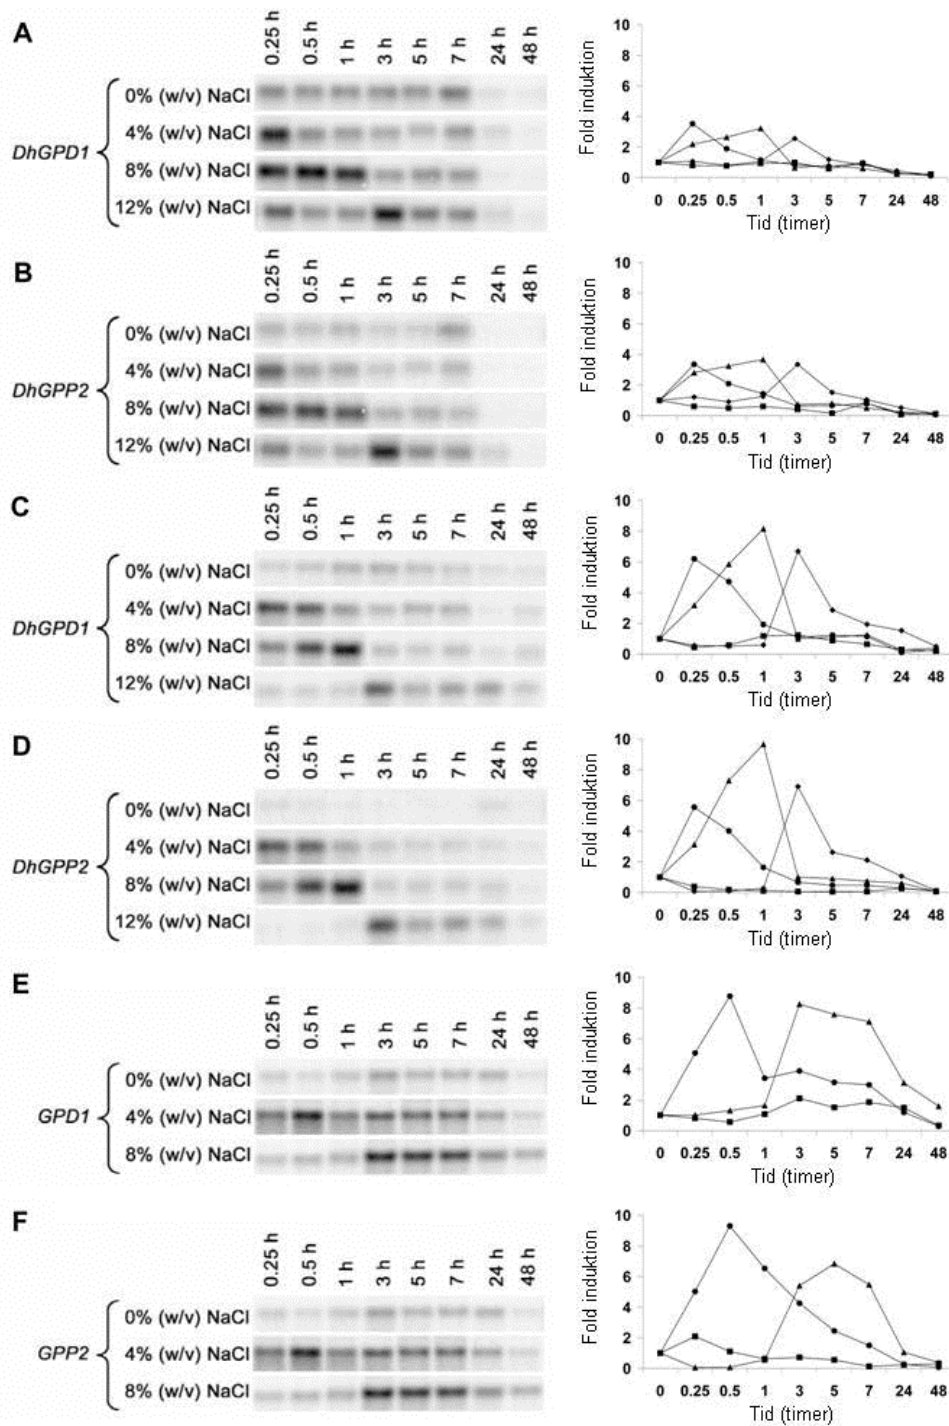 A
0.25 h 0.5 h 1 h 3 h 5 h 7 h 24 h 48 h
DhGPD1
0% (w/v) NaCl
4% (w/v) NaCl
8% (w/v) NaCl
12% (w/v) NaCl
Fold induktion
10
8
6
4
2
0
0 0.25 0.5 1 3 5 7 24 48
Tid (timer)
B
0.25 h 0.5 h 1 h 3 h 5 h 7 h 24 h 48 h
DhGPP2
0% (w/v) NaCl
4% (w/v) NaCl
8% (w/v) NaCl
12% (w/v) NaCl
Fold induktion
10
8
6
4
2
0
0 0.25 0.5 1 3 5 7 24 48
Tid (timer)
C
0.25 h 0.5 h 1 h 3 h 5 h 7 h 24 h 48 h
DhGPD1
0% (w/v) NaCl
4% (w/v) NaCl
8% (w/v) NaCl
12% (w/v) NaCl
Fold induktion
10
8
6
4
2
0
0 0.25 0.5 1 3 5 7 24 48
Tid (timer)
D
0.25 h 0.5 h 1 h 3 h 5 h 7 h 24 h 48 h
DhGPP2
0% (w/v) NaCl
4% (w/v) NaCl
8% (w/v) NaCl
12% (w/v) NaCl
Fold induktion
10
8
6
4
2
0
0 0.25 0.5 1 3 5 7 24 48
Tid (timer)
E
0.25 h 0.5 h 1 h 3 h 5 h 7 h 24 h 48 h
GPD1
0% (w/v) NaCl
4% (w/v) NaCl
8% (w/v) NaCl
Fold induktion
10
8
6
4
2
0
0 0.25 0.5 1 3 5 7 24 48
Tid (timer)
F
0.25 h 0.5 h 1 h 3 h 5 h 7 h 24 h 48 h
GPP2
0% (w/v) NaCl
4% (w/v) NaCl
8% (w/v) NaCl
Fold induktion
10
8
6
4
2
0
0 0.25 0.5 1 3 5 7 24 48
Tid (timer)